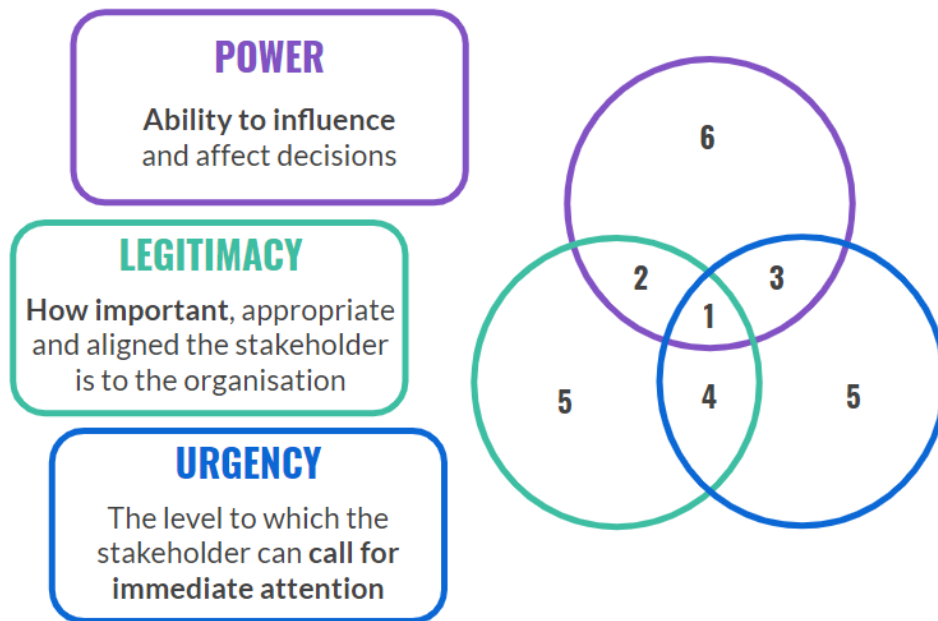 POWER
Ability to influence
and affect decisions
LEGITIMACY
How important, appropriate
and aligned the stakeholder
is to the organisation
URGENCY
The level to which the
stakeholder can call for
immediate attention
6
2
3
1
5
4
5